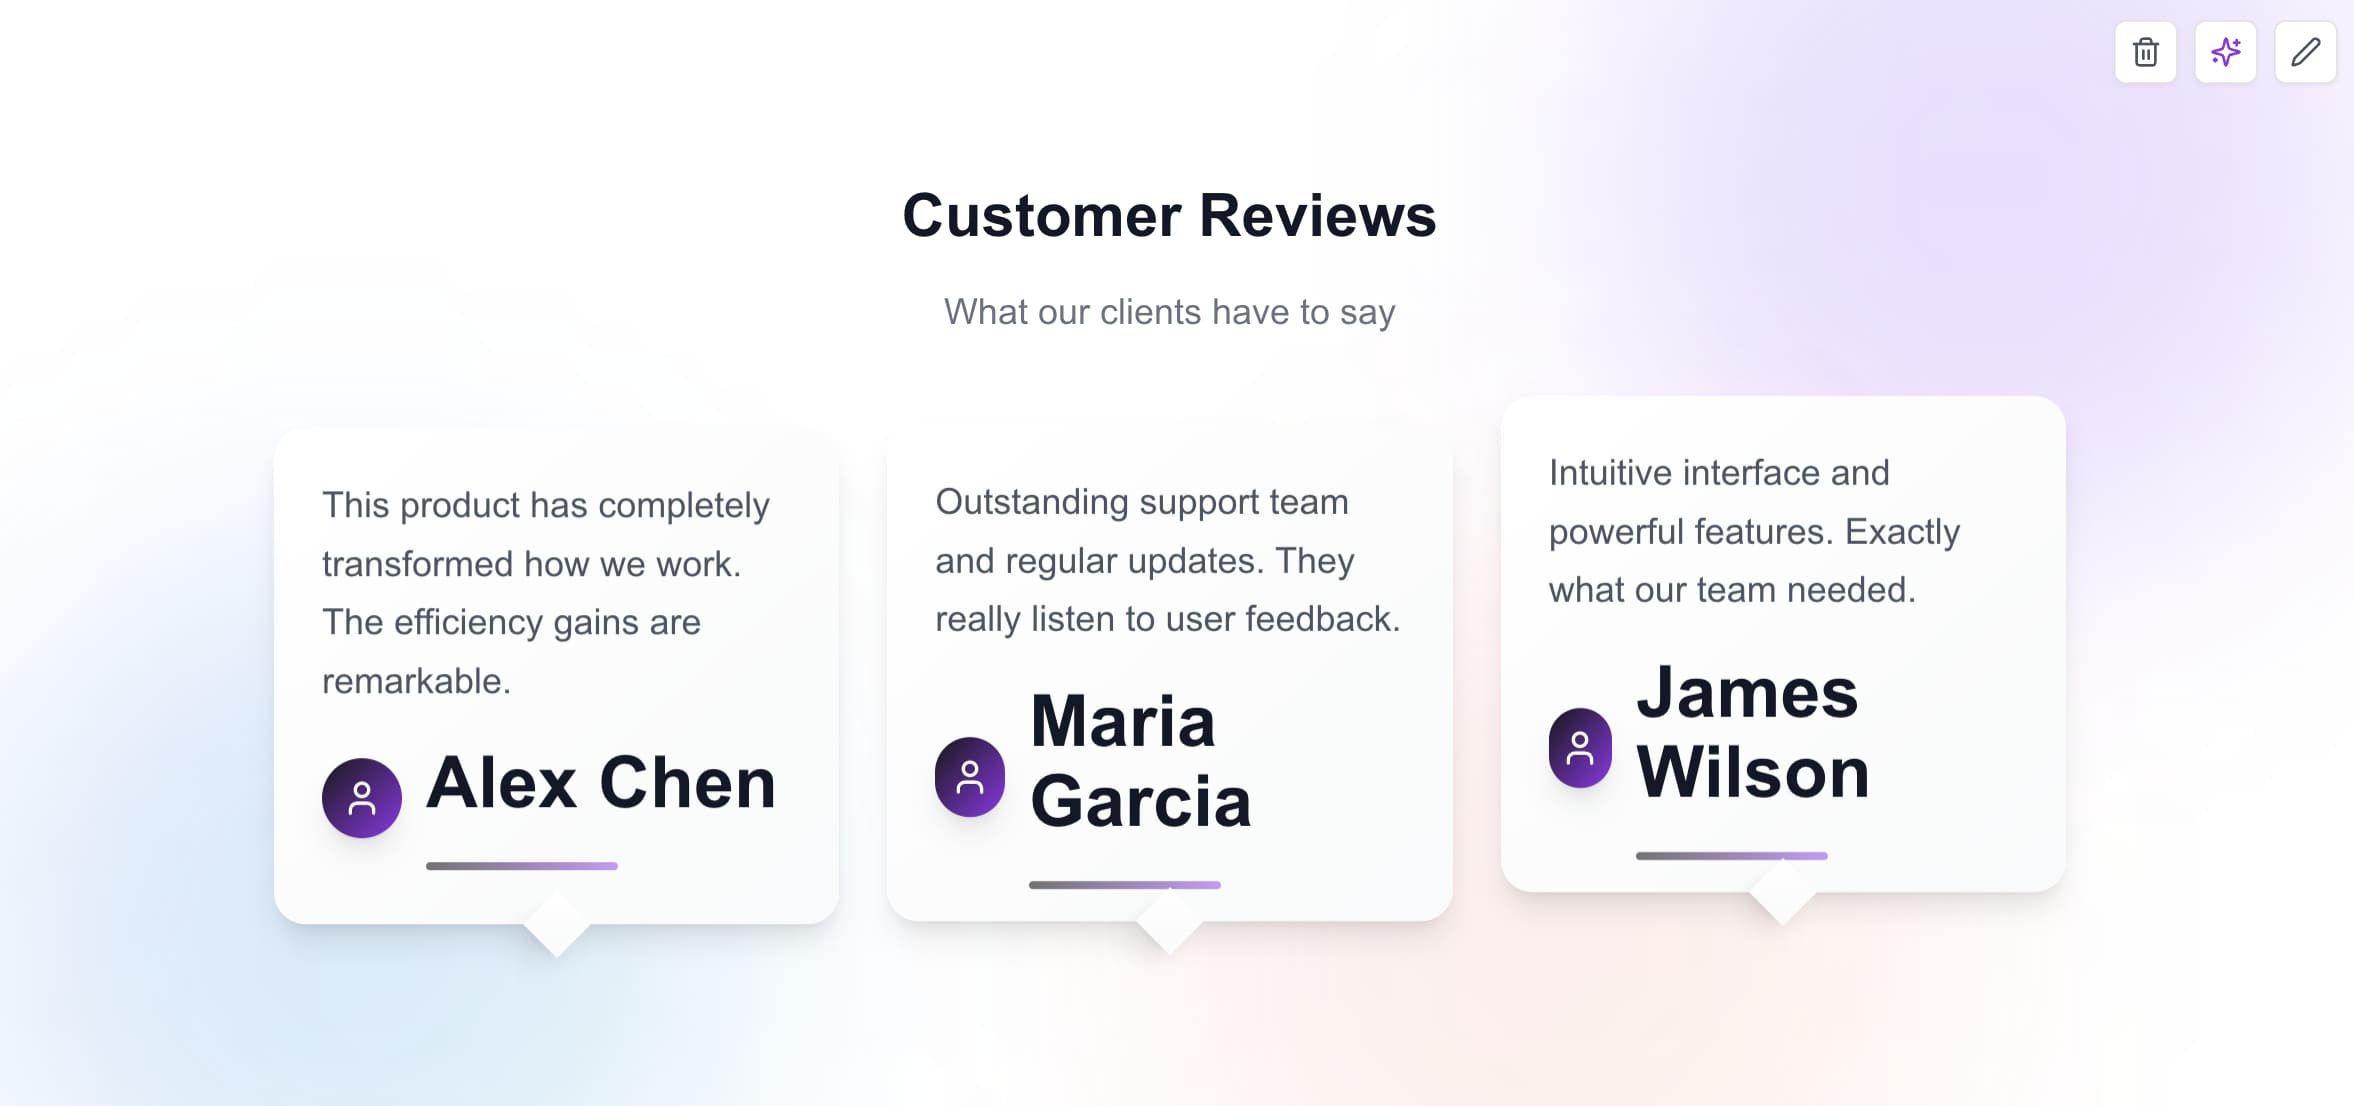 Customer Reviews
What our clients have to say
This product has completely
transformed how we work.
The efficiency gains are
remarkable.
Alex Chen
Outstanding support team
and regular updates. They
really listen to user feedback.
Maria
Garcia
Intuitive interface and
powerful features. Exactly
what our team needed.
James
Wilson